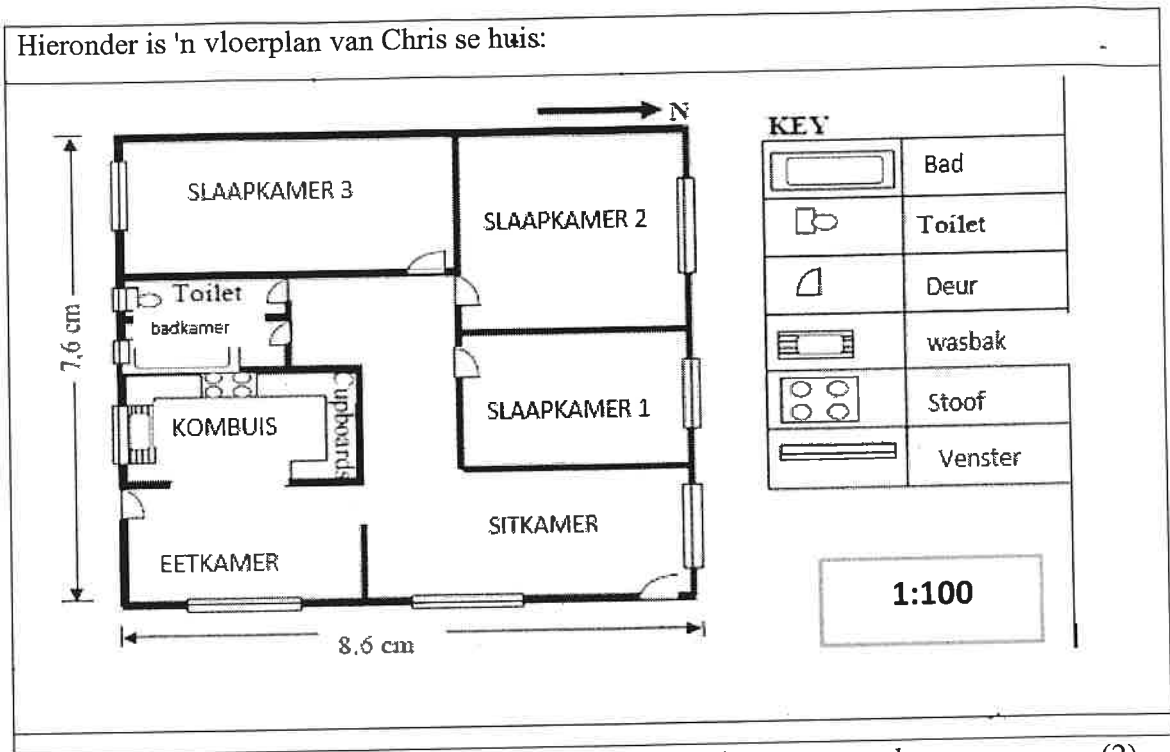 Hieronder is 'n vloerplan van Chris se huis:
N
KEY
SLAAPKAMER 3
SLAAPKAMER 2
Bad
Toilet
Deur
wasbak
Stoof
Venster
Toilet
badkamer
7,6 cm
SLAAPKAMER 1
KOMBUIS
Cupboards
SITKAMER
EETKAMER
1:100
8,6 cm
(2)